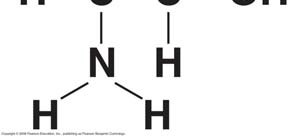 N H
H H
Copyright © 2008 Pearson Education, Inc., publishing as Pearson Benjamin Cummings.